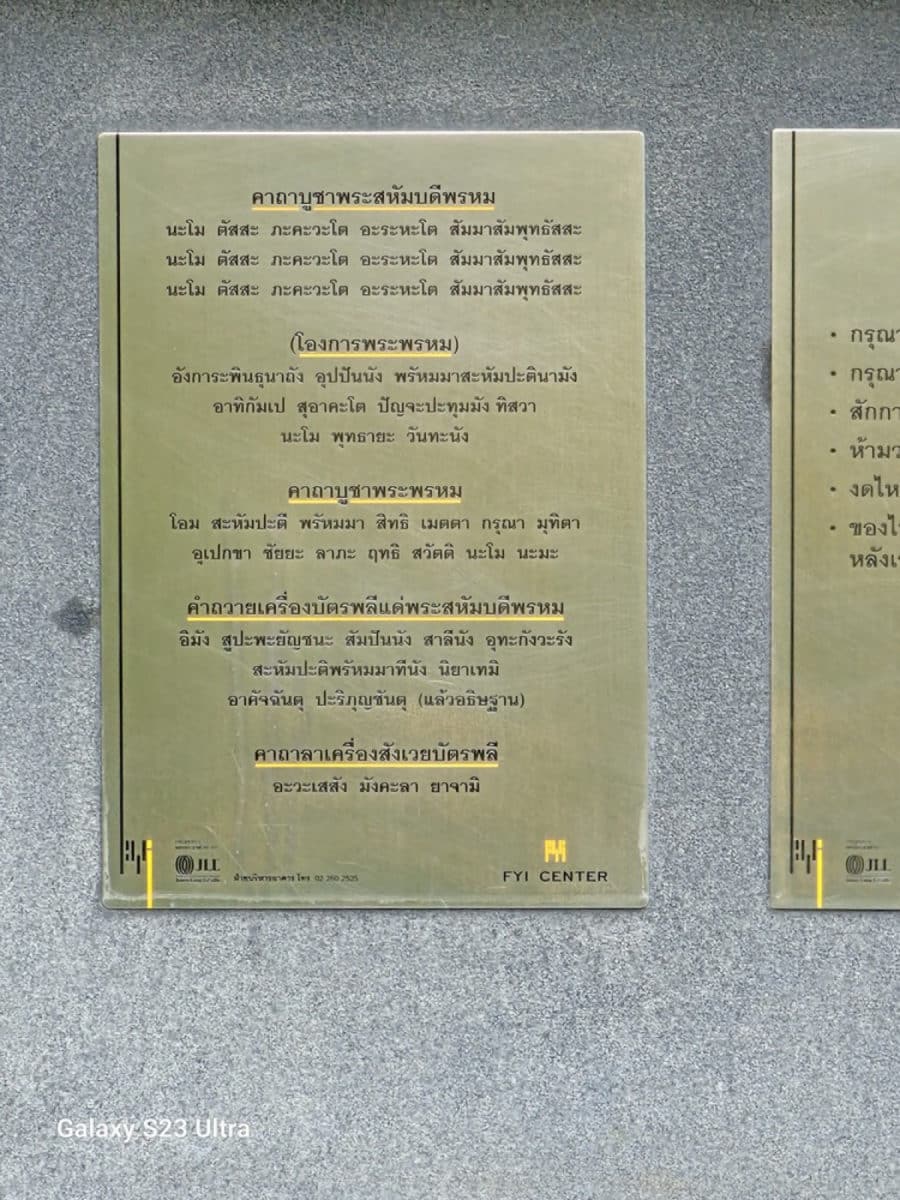 คาถาบูชาพระสหัมบดีพรหม
นะโม ตัสสะ ภะคะวะโต อะระหะโต สัมมาสัมพุทธัสสะ
นะโม ตัสสะ ภะคะวะโต อะระหะโต สัมมาสัมพุทธัสสะ
นะโม ตัสสะ ภะคะวะโต อะระหะโต สัมมาสัมพุทธัสสะ
(โองการพระพรหม)
อังการะพินธุนาถัง อุปปันนัง พรัหมมาสะหัมปะตินามัง
อาทิกัมเป สุอาคะโต ปัญจะปะทุมมัง ทิสวา
นะโม พุทธายะ วันทะนัง
คาถาบูชาพระพรหม
โอม สะหัมปะตี พรัหมมา สิทธิ เมตตา กรุณา มุทิตา
อุเปกขา ชัยยะ ลาภะ ฤทธิ สวัตติ นะโม นะมะ
คำถวายเครื่องบัตรพลีแด่พระสหัมบดีพรหม
อิมัง สูปะพะยัญชนะ สัมปันนัง สาลีนัง อุทะกังวะรัง
สะหัมปะติพรัหมมาทีนัง นิยาเทมิ
อาคัจฉันตุ ปะริภุญชันตุ (แล้วอธิษฐาน)
คาถาลาเครื่องสังเวยบัตรพลี
อะวะเสสัง มังคะลา ยาจามิ
JLL
ฝ่ายบริหารอาคาร โทร 02 260 2525
FYI CENTER
• กรุณา
• กรุณา
• สักกา
• ห้ามว
• งดไห
• ของไ
หลังเ
JLL
Galaxy S23 Ultra